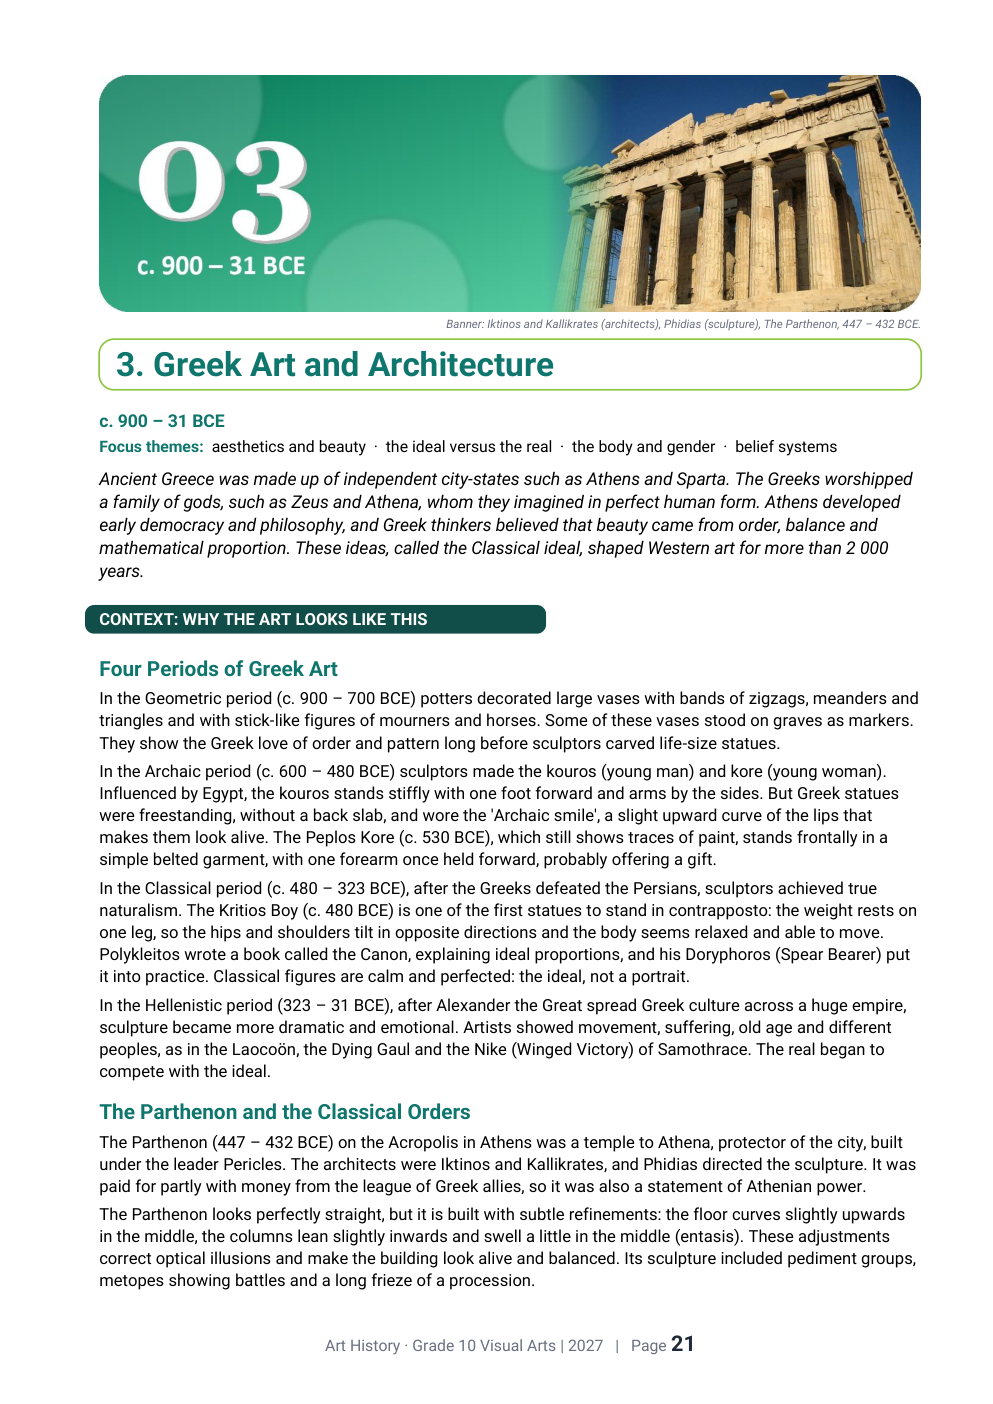 03
c. 900 – 31 BCE
Banner: Iktinos and Kallikrates (architects), Phidias (sculpture), The Parthenon, 447 – 432 BCE.
3. Greek Art and Architecture
c. 900 – 31 BCE
Focus themes: aesthetics and beauty · the ideal versus the real · the body and gender · belief systems
Ancient Greece was made up of independent city-states such as Athens and Sparta. The Greeks worshipped
a family of gods, such as Zeus and Athena, whom they imagined in perfect human form. Athens developed
early democracy and philosophy, and Greek thinkers believed that beauty came from order, balance and
mathematical proportion. These ideas, called the Classical ideal, shaped Western art for more than 2 000
years.
CONTEXT: WHY THE ART LOOKS LIKE THIS
Four Periods of Greek Art
In the Geometric period (c. 900 – 700 BCE) potters decorated large vases with bands of zigzags, meanders and
triangles and with stick-like figures of mourners and horses. Some of these vases stood on graves as markers.
They show the Greek love of order and pattern long before sculptors carved life-size statues.
In the Archaic period (c. 600 – 480 BCE) sculptors made the kouros (young man) and kore (young woman).
Influenced by Egypt, the kouros stands stiffly with one foot forward and arms by the sides. But Greek statues
were freestanding, without a back slab, and wore the 'Archaic smile', a slight upward curve of the lips that
makes them look alive. The Peplos Kore (c. 530 BCE), which still shows traces of paint, stands frontally in a
simple belted garment, with one forearm once held forward, probably offering a gift.
In the Classical period (c. 480 – 323 BCE), after the Greeks defeated the Persians, sculptors achieved true
naturalism. The Kritios Boy (c. 480 BCE) is one of the first statues to stand in contrapposto: the weight rests on
one leg, so the hips and shoulders tilt in opposite directions and the body seems relaxed and able to move.
Polykleitos wrote a book called the Canon, explaining ideal proportions, and his Doryphoros (Spear Bearer) put
it into practice. Classical figures are calm and perfected: the ideal, not a portrait.
In the Hellenistic period (323 – 31 BCE), after Alexander the Great spread Greek culture across a huge empire,
sculpture became more dramatic and emotional. Artists showed movement, suffering, old age and different
peoples, as in the Laocoön, the Dying Gaul and the Nike (Winged Victory) of Samothrace. The real began to
compete with the ideal.
The Parthenon and the Classical Orders
The Parthenon (447 – 432 BCE) on the Acropolis in Athens was a temple to Athena, protector of the city, built
under the leader Pericles. The architects were Iktinos and Kallikrates, and Phidias directed the sculpture. It was
paid for partly with money from the league of Greek allies, so it was also a statement of Athenian power.
The Parthenon looks perfectly straight, but it is built with subtle refinements: the floor curves slightly upwards
in the middle, the columns lean slightly inwards and swell a little in the middle (entasis). These adjustments
correct optical illusions and make the building look alive and balanced. Its sculpture included pediment groups,
metopes showing battles and a long frieze of a procession.
Art History · Grade 10 Visual Arts | 2027 | Page 21